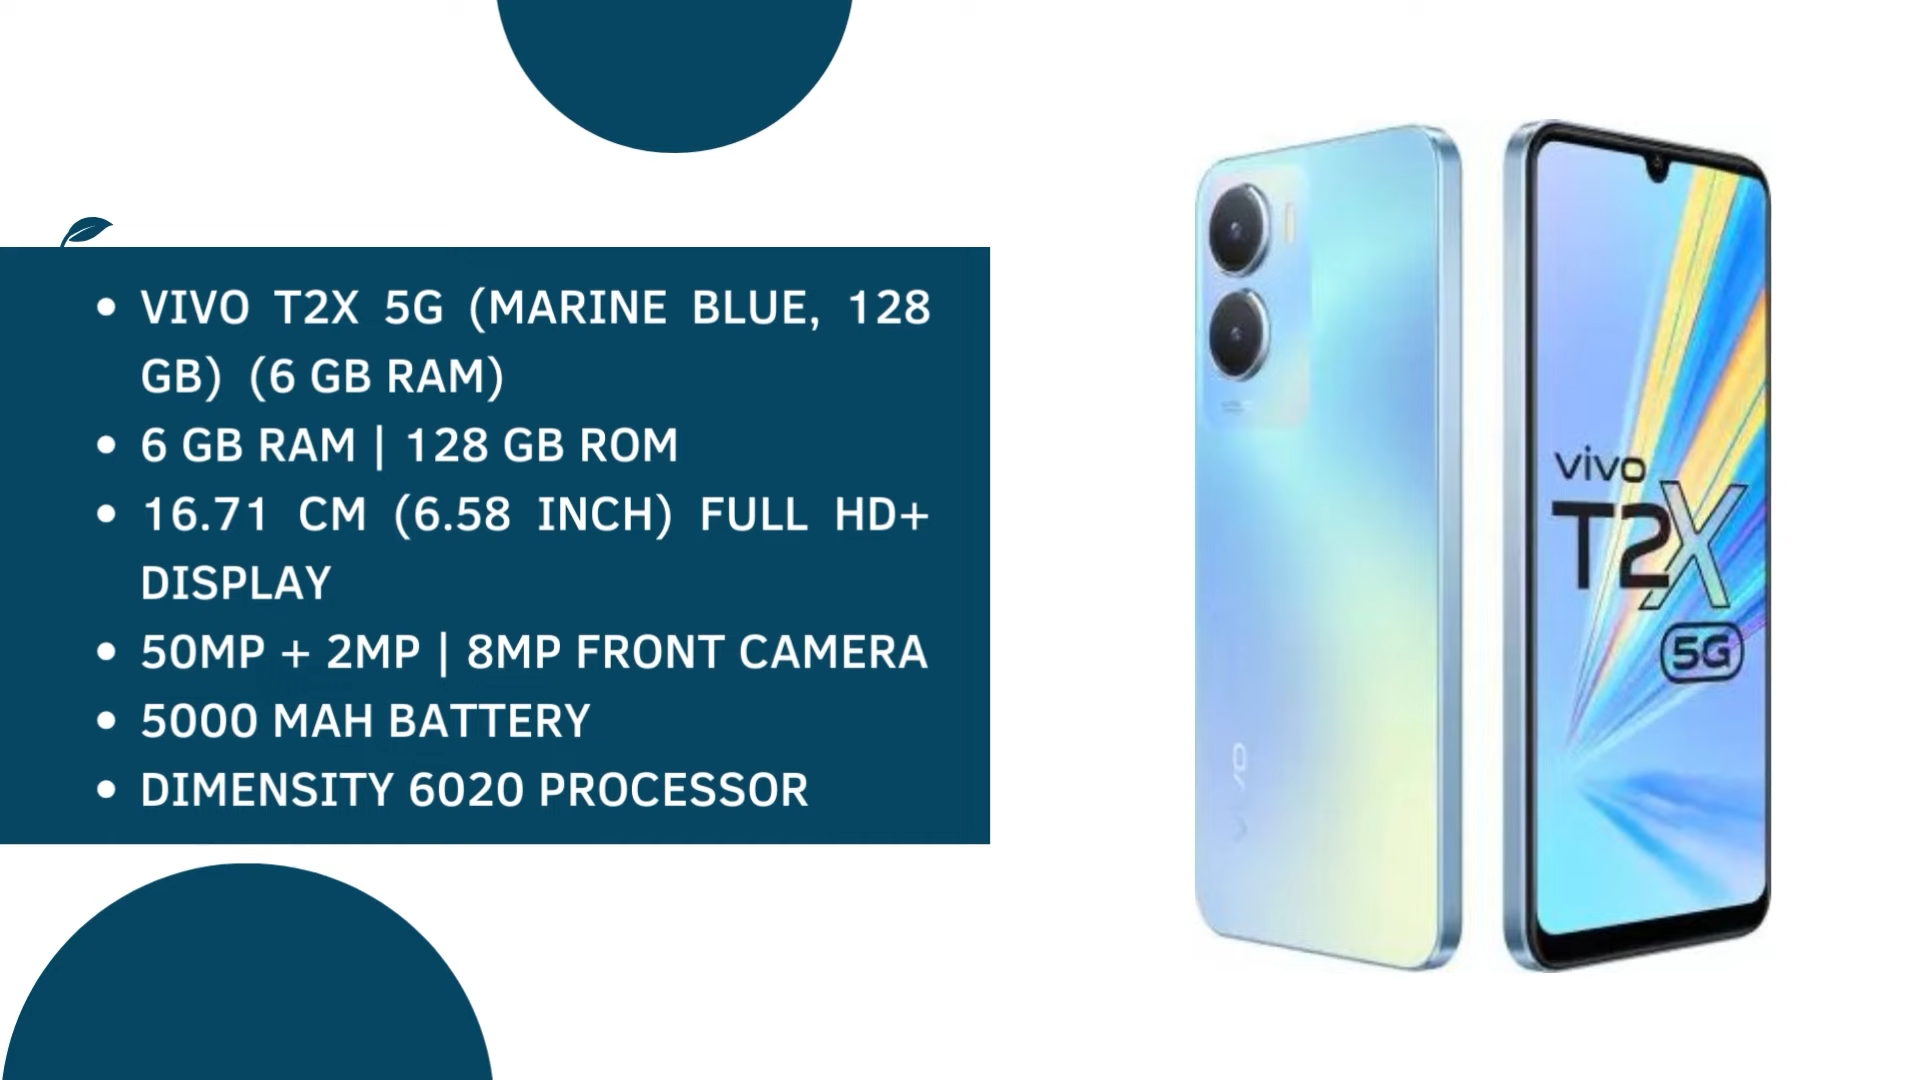 VIVO T2X 5G (MARINE BLUE, 128
GB) (6 GB RAM)
6 GB RAM | 128 GB ROM
16.71 CM (6.58 INCH) FULL HD+
DISPLAY
50MP + 2MP | 8MP FRONT CAMERA
5000 MAH BATTERY
DIMENSITY 6020 PROCESSOR
vivo
vivo
T2X
5G